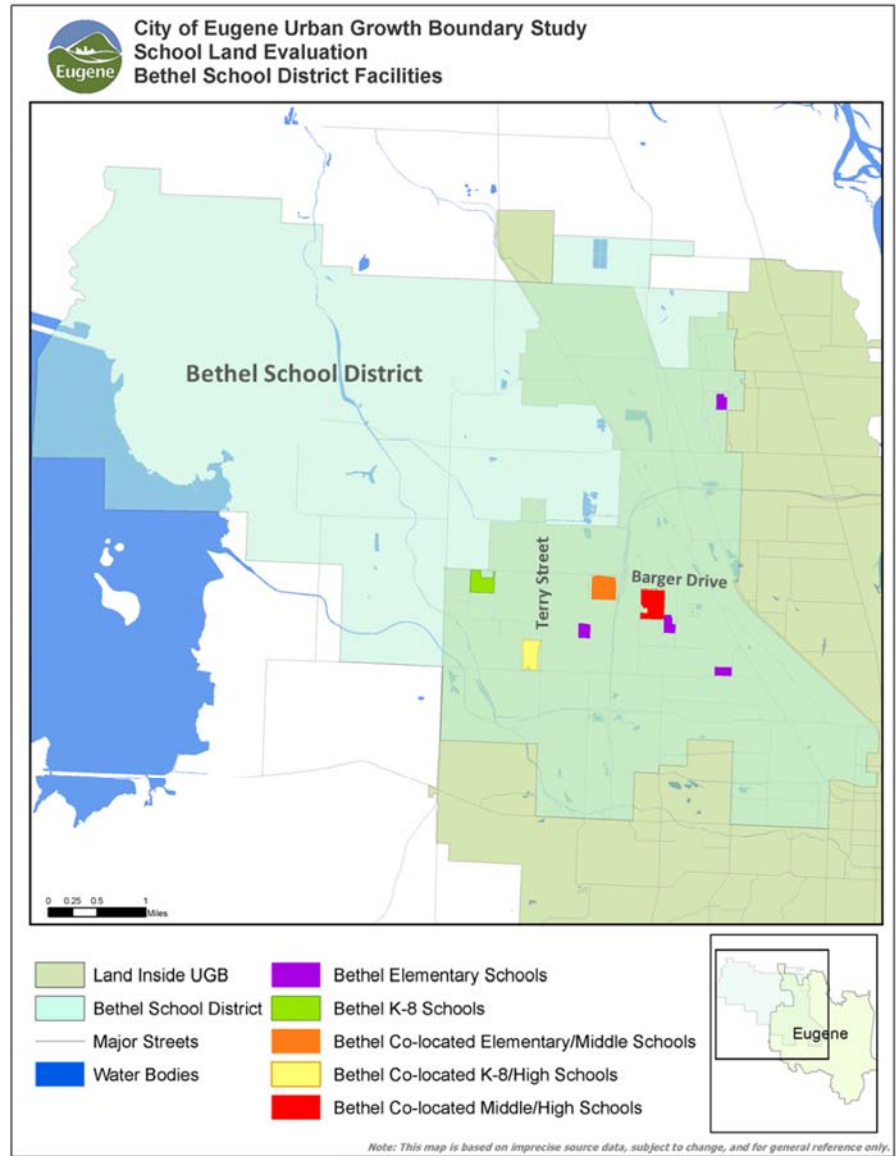 City of Eugene Urban Growth Boundary Study
School Land Evaluation
Bethel School District Facilities
Eugene
Bethel School District
Terry Street
Barger Drive
0 0.25 0.5 1
Miles
Land Inside UGB
Bethel School District
Major Streets
Water Bodies
Bethel Elementary Schools
Bethel K-8 Schools
Bethel Co-located Elementary/Middle Schools
Bethel Co-located K-8/High Schools
Bethel Co-located Middle/High Schools
Eugene
Note: This map is based on imprecise source data, subject to change, and for general reference only.